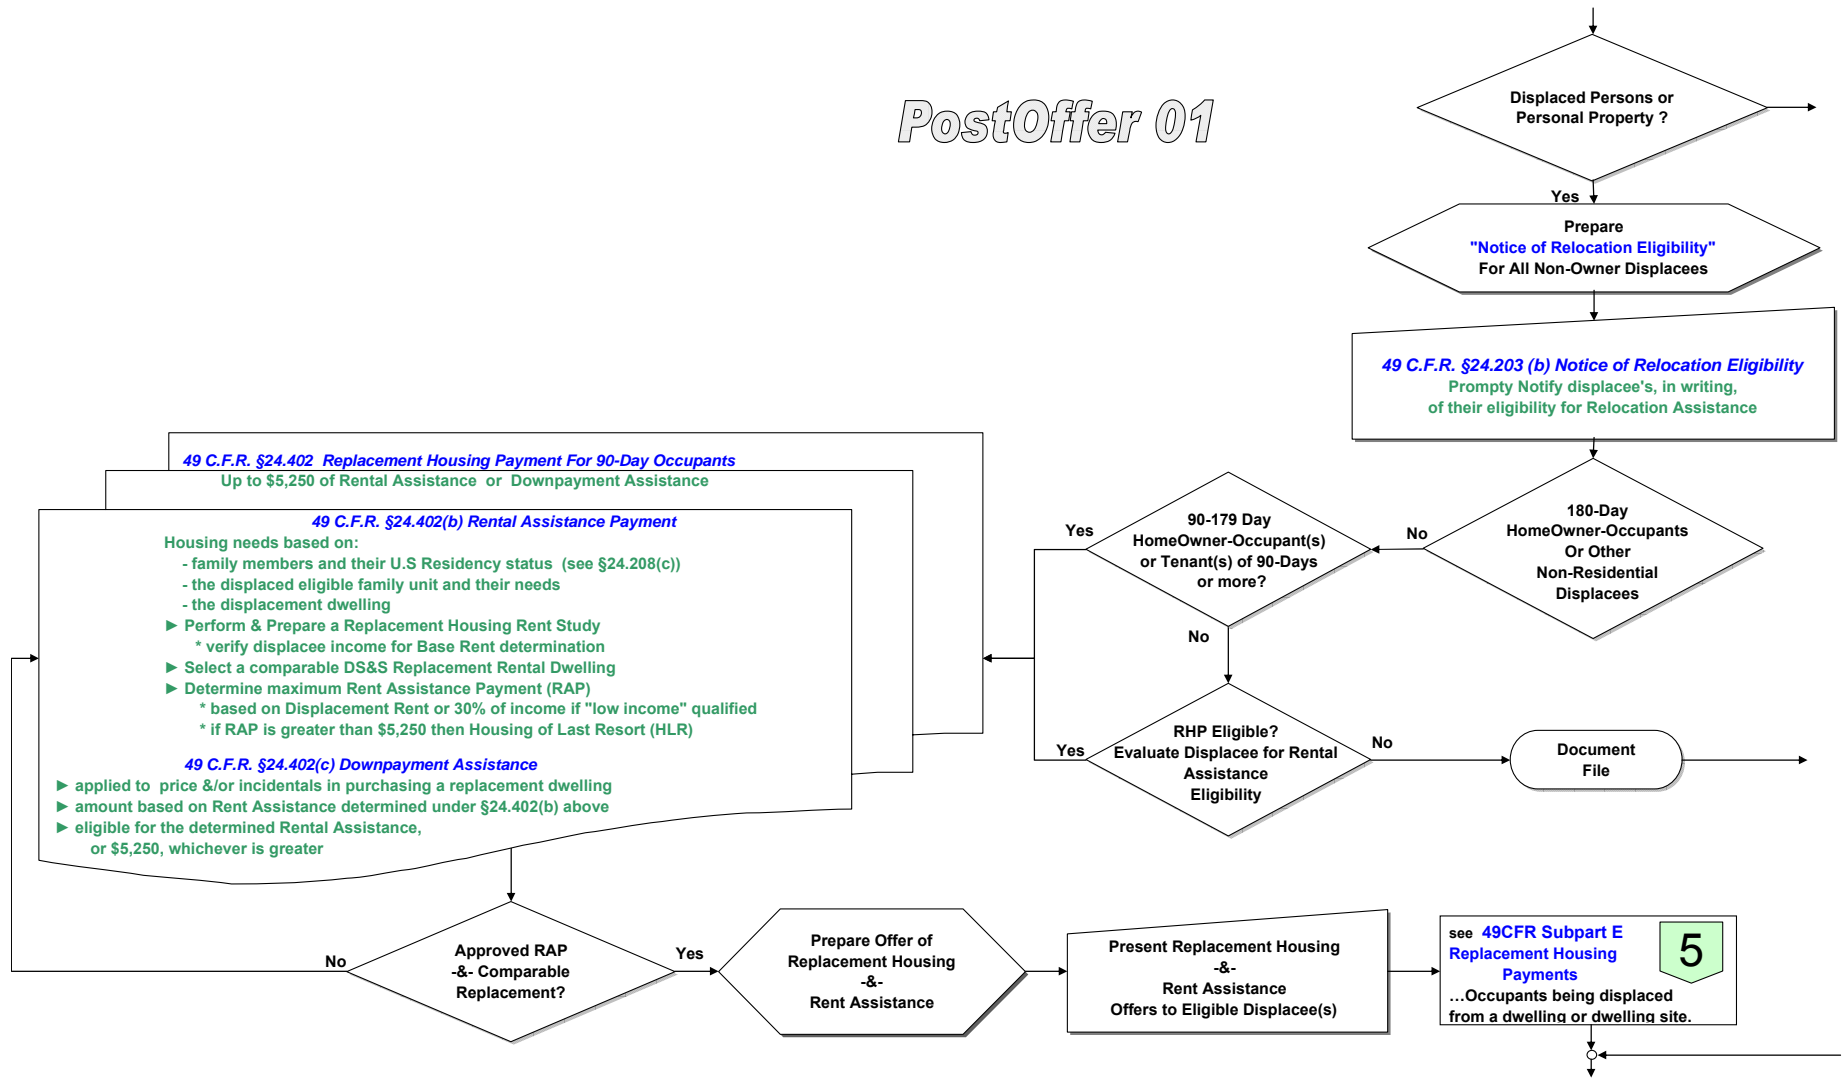 PostOffer 01
Displaced Persons or
Personal Property ?
Yes
Prepare
"Notice of Relocation Eligibility"
For All Non-Owner Displacees
49 C.F.R. §24.203 (b) Notice of Relocation Eligibility
Prompty Notify displacee's, in writing,
of their eligibility for Relocation Assistance
180-Day
HomeOwner-Occupants
Or Other
Non-Residential
Displacees
No
90-179 Day
HomeOwner-Occupant(s)
or Tenant(s) of 90-Days
or more?
Yes
No
RHP Eligible?
Evaluate Displacee for Rental
Assistance
Eligibility
Yes
No
Document
File
49 C.F.R. §24.402 Replacement Housing Payment For 90-Day Occupants
Up to $5,250 of Rental Assistance or Downpayment Assistance
49 C.F.R. §24.402(b) Rental Assistance Payment
Housing needs based on:
- family members and their U.S Residency status (see §24.208(c))
- the displaced eligible family unit and their needs
- the displacement dwelling
► Perform & Prepare a Replacement Housing Rent Study
* verify displacee income for Base Rent determination
► Select a comparable DS&S Replacement Rental Dwelling
► Determine maximum Rent Assistance Payment (RAP)
* based on Displacement Rent or 30% of income if "low income" qualified
* if RAP is greater than $5,250 then Housing of Last Resort (HLR)
49 C.F.R. §24.402(c) Downpayment Assistance
► applied to price &/or incidentals in purchasing a replacement dwelling
► amount based on Rent Assistance determined under §24.402(b) above
► eligible for the determined Rental Assistance,
or $5,250, whichever is greater
Approved RAP
-&- Comparable
Replacement?
No
Yes
Prepare Offer of
Replacement Housing
-&-
Rent Assistance
Present Replacement Housing
-&-
Rent Assistance
Offers to Eligible Displacee(s)
see 49CFR Subpart E
Replacement Housing
Payments
…Occupants being displaced
from a dwelling or dwelling site.
5